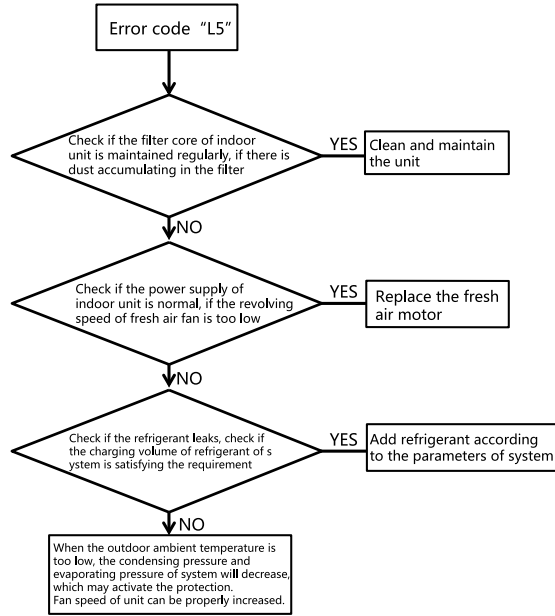 Error code “L5”
Check if the filter core of indoor
unit is maintained regularly, if there is
dust accumulating in the filter
YES
Clean and maintain
the unit
NO
Check if the power supply of
indoor unit is normal, if the revolving
speed of fresh air fan is too low
YES
Replace the fresh
air motor
NO
Check if the refrigerant leaks, check if
the charging volume of refrigerant of s
ystem is satisfying the requirement
YES
Add refrigerant according
to the parameters of system
NO
When the outdoor ambient temperature is
too low, the condensing pressure and
evaporating pressure of system will decrease,
which may activate the protection.
Fan speed of unit can be properly increased.